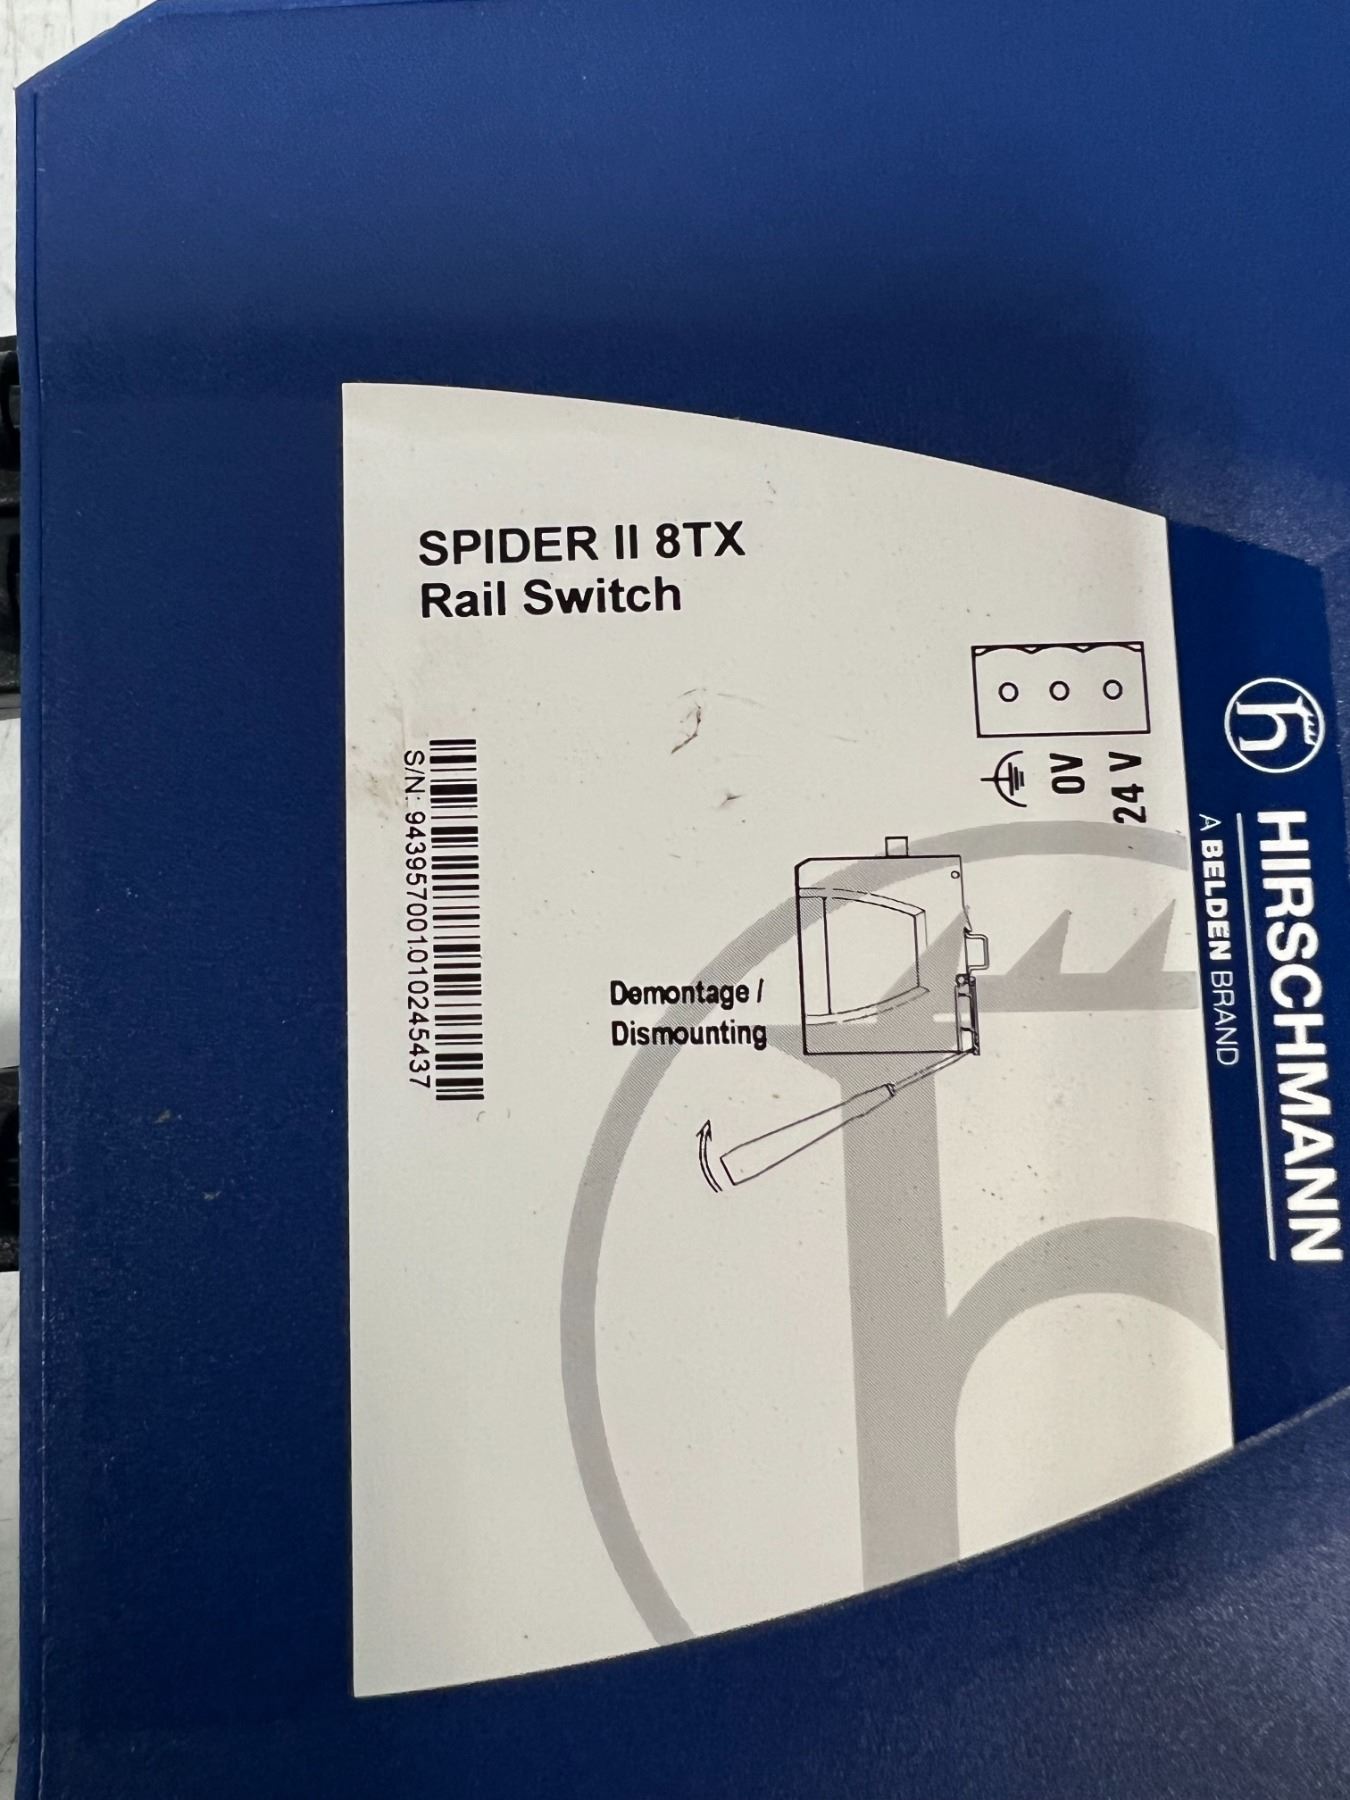 SPIDER II 8TX
Rail Switch
S/N: 943957001010245437
24 V
0V
Demontage /
Dismounting
HIRSCHMANN
A BELDEN BRAND